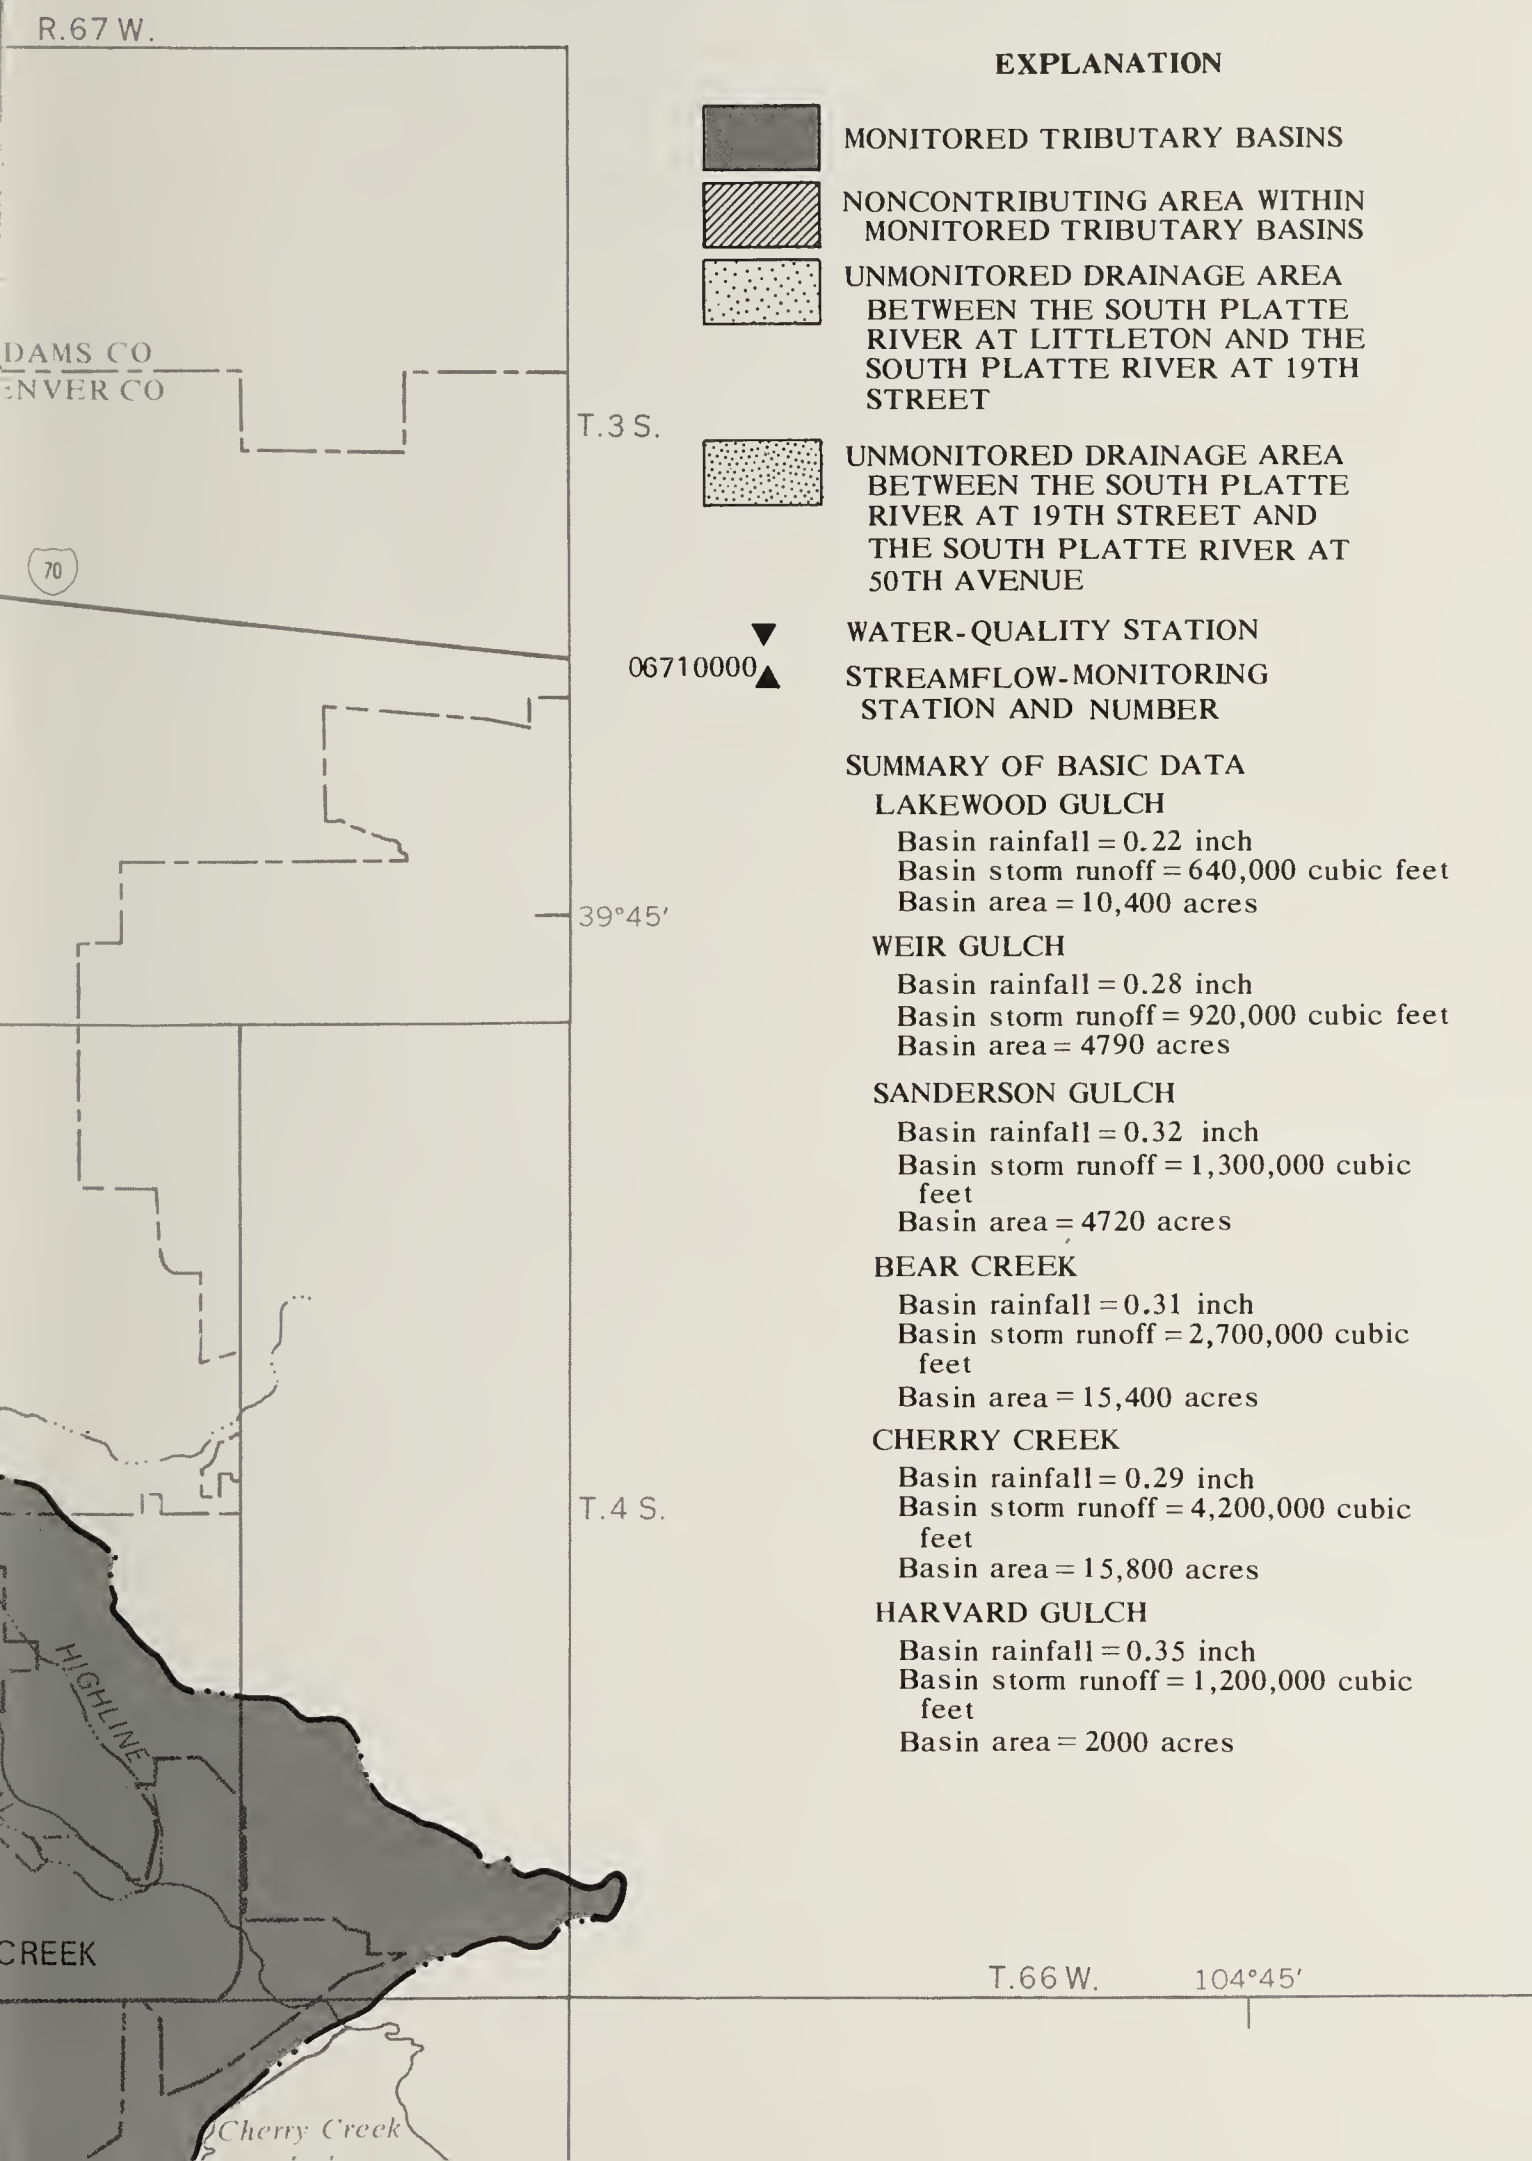 R.67 W.
DAMS CO
ENVER CO
T.3 S.
70
39°45′
T.4 S.
HIGHLINE
CREEK
T.66 W.
104°45′
Cherry Creek
EXPLANATION
MONITORED TRIBUTARY BASINS
NONCONTRIBUTING AREA WITHIN
MONITORED TRIBUTARY BASINS
UNMONITORED DRAINAGE AREA
BETWEEN THE SOUTH PLATTE
RIVER AT LITTLETON AND THE
SOUTH PLATTE RIVER AT 19TH
STREET
UNMONITORED DRAINAGE AREA
BETWEEN THE SOUTH PLATTE
RIVER AT 19TH STREET AND
THE SOUTH PLATTE RIVER AT
50TH AVENUE
WATER-QUALITY STATION
06710000
STREAMFLOW-MONITORING
STATION AND NUMBER
SUMMARY OF BASIC DATA
LAKEWOOD GULCH
Basin rainfall = 0.22 inch
Basin storm runoff = 640,000 cubic feet
Basin area = 10,400 acres
WEIR GULCH
Basin rainfall = 0.28 inch
Basin storm runoff = 920,000 cubic feet
Basin area = 4790 acres
SANDERSON GULCH
Basin rainfall = 0.32 inch
Basin storm runoff = 1,300,000 cubic
feet
Basin area = 4720 acres
BEAR CREEK
Basin rainfall = 0.31 inch
Basin storm runoff = 2,700,000 cubic
feet
Basin area = 15,400 acres
CHERRY CREEK
Basin rainfall = 0.29 inch
Basin storm runoff = 4,200,000 cubic
feet
Basin area = 15,800 acres
HARVARD GULCH
Basin rainfall = 0.35 inch
Basin storm runoff = 1,200,000 cubic
feet
Basin area = 2000 acres